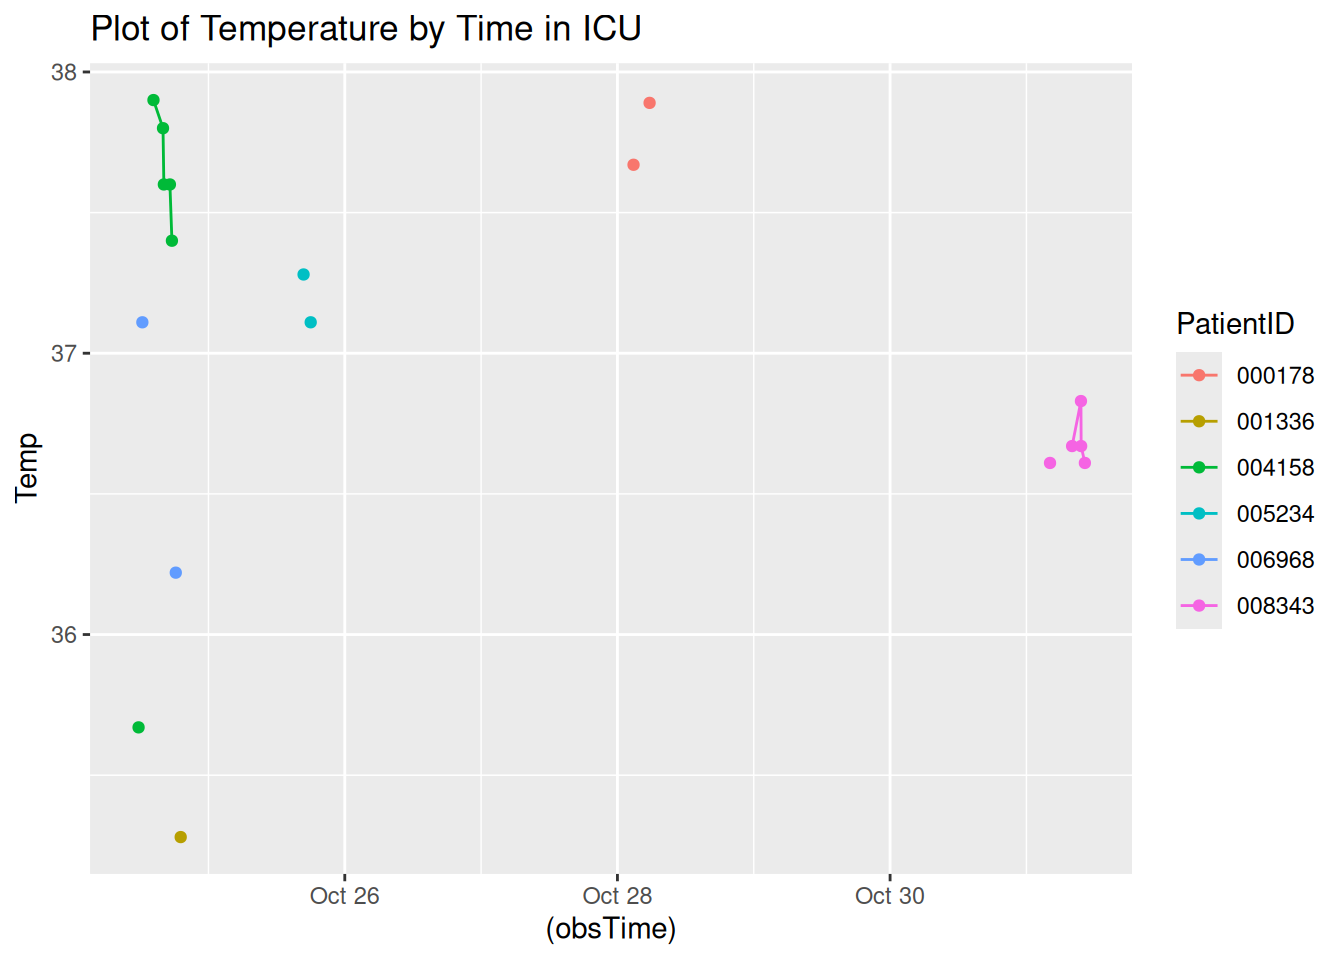 Plot of Temperature by Time in ICU
38
37
36
Temp
Oct 26
Oct 28
Oct 30
(obsTime)
PatientID
000178
001336
004158
005234
006968
008343